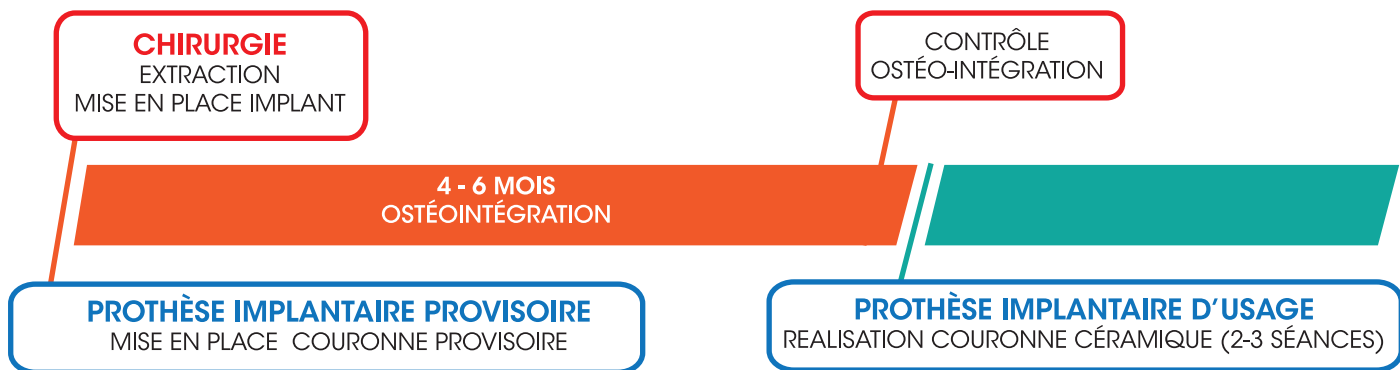 CHIRURGIE
EXTRACTION
MISE EN PLACE IMPLANT
CONTRÔLE
OSTÉO-INTÉGRATION
4 - 6 MOIS
OSTÉOINTÉGRATION
PROTHÈSE IMPLANTAIRE PROVISOIRE
MISE EN PLACE COURONNE PROVISOIRE
PROTHÈSE IMPLANTAIRE D'USAGE
REALISATION COURONNE CÉRAMIQUE (2-3 SÉANCES)